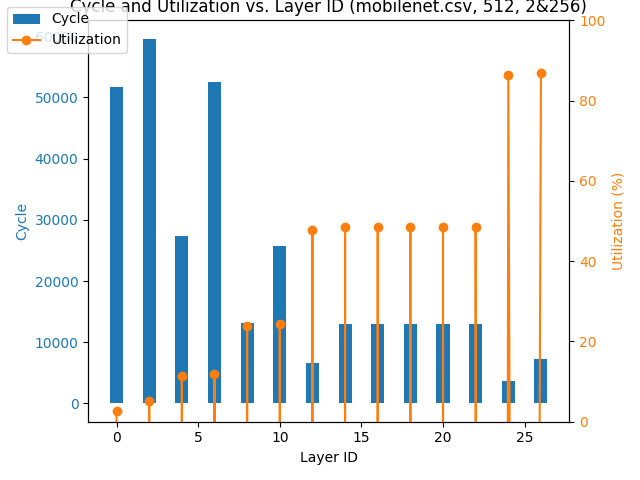 Cycle and Utilization vs. Layer ID (mobilenet.csv, 512, 2&256)
Cycle
Utilization
60000
50000
40000
30000
20000
10000
0
Cycle
100
80
60
40
20
0
Utilization (%)
0 5 10 15 20 25
Layer ID